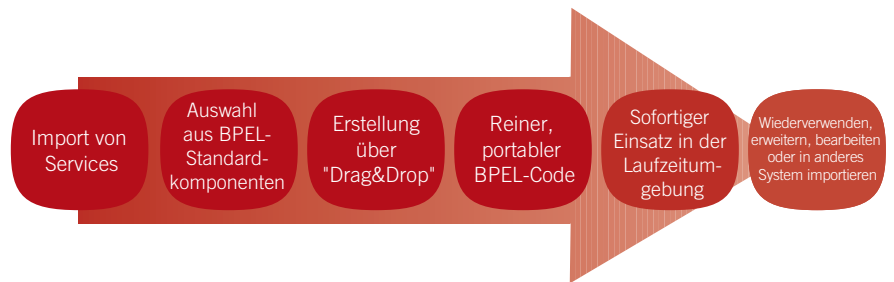 Import von
Services
Auswahl
aus BPEL-
Standard-
komponenten
Erstellung
über
"Drag&Drop"
Reiner,
portabler
BPEL-Code
Sofortiger
Einsatz in der
Laufzeitum-
gebung
Wiederverwenden,
erweitern, bearbeiten
oder in anderes
System importieren